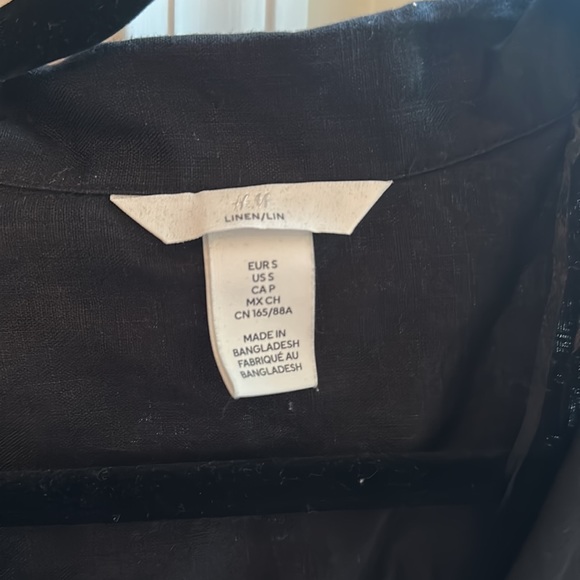 H&M
LINEN/LIN
EUR S
US S
CA P
MX CH
CN 165/88A
MADE IN
BANGLADESH
FABRIQUÉ AU
BANGLADESH